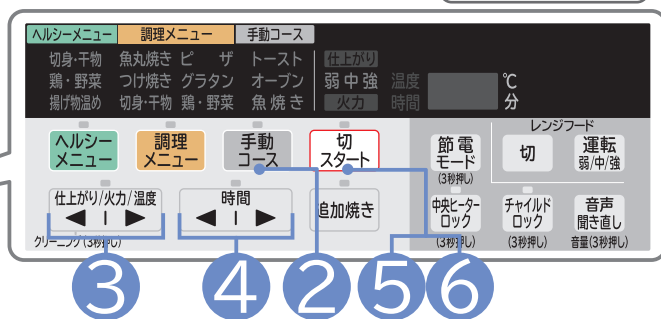 ヘルシーメニュー 調理メニュー 手動コース
切身・干物 魚丸焼き ピザ トースト 仕上がり
鶏・野菜 つけ焼き グラタン オーブン 弱 中 強 温度 ℃
揚げ物温め 切身・干物 鶏・野菜 魚焼き 火力 時間 分
レンジフード
ヘルシー
メニュー
調理
メニュー
手動
コース
切
スタート
節電
モード
(3秒押し)
切
運転
弱/中/強
仕上がり/火力/温度
◀ I ▶
時間
◀ I ▶
追加焼き
中央ヒーター
ロック
(3秒押し)
チャイルド
ロック
(3秒押し)
音声
聞き直し
音量(3秒押し)
クリーニング(3秒押し)
3 4 2 5 6